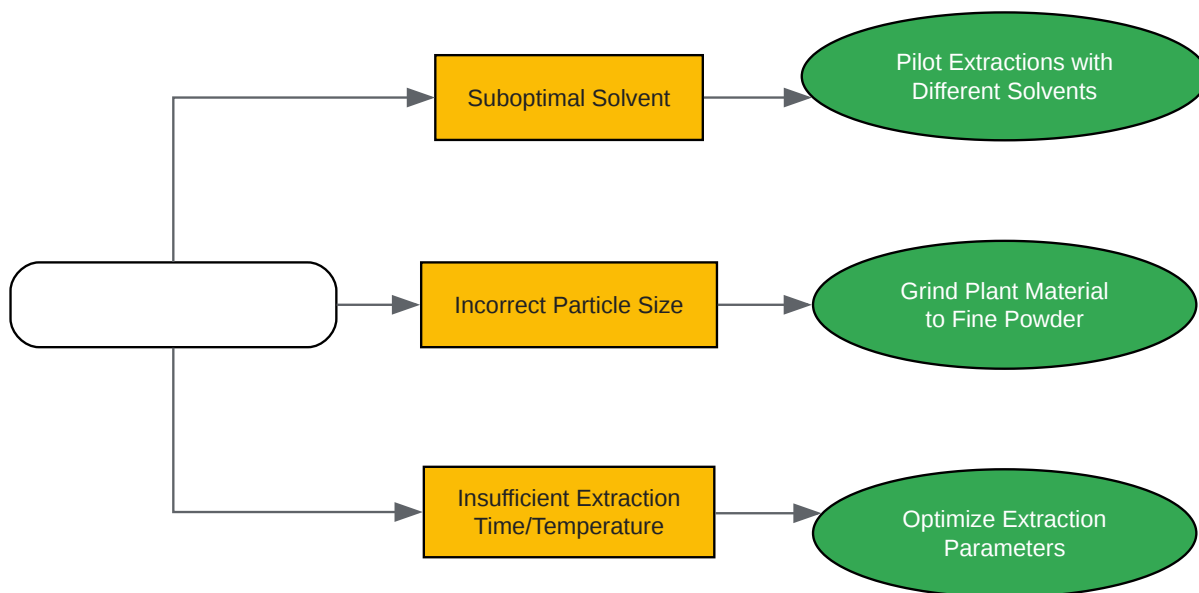 Suboptimal Solvent
Pilot Extractions with
Different Solvents
Incorrect Particle Size
Grind Plant Material
to Fine Powder
Insufficient Extraction
Time/Temperature
Optimize Extraction
Parameters